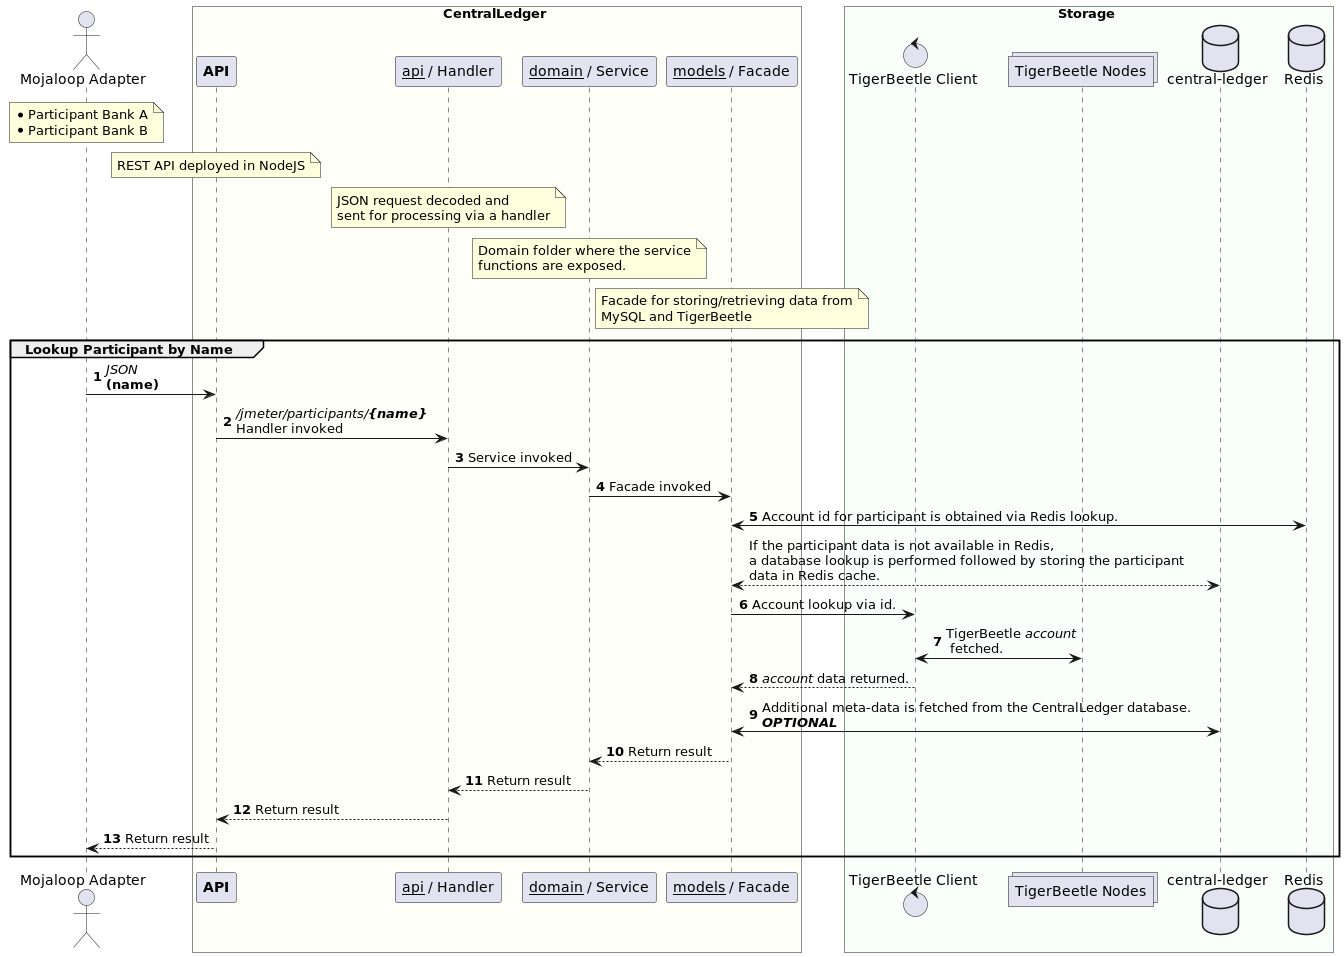 CentralLedger
Storage
Mojaloop Adapter
API
api / Handler
domain / Service
models / Facade
TigerBeetle Client
TigerBeetle Nodes
central-ledger
Redis
• Participant Bank A
• Participant Bank B
REST API deployed in NodeJS
JSON request decoded and
sent for processing via a handler
Domain folder where the service
functions are exposed.
Facade for storing/retrieving data from
MySQL and TigerBeetle
Lookup Participant by Name
1 JSON
(name)
2 /jmeter/participants/{name}
Handler invoked
3 Service invoked
4 Facade invoked
5 Account id for participant is obtained via Redis lookup.
If the participant data is not available in Redis,
a database lookup is performed followed by storing the participant
data in Redis cache.
6 Account lookup via id.
7 TigerBeetle account
fetched.
8 account data returned.
9 Additional meta-data is fetched from the CentralLedger database.
OPTIONAL
10 Return result
11 Return result
12 Return result
13 Return result
Mojaloop Adapter
API
api / Handler
domain / Service
models / Facade
TigerBeetle Client
TigerBeetle Nodes
central-ledger
Redis